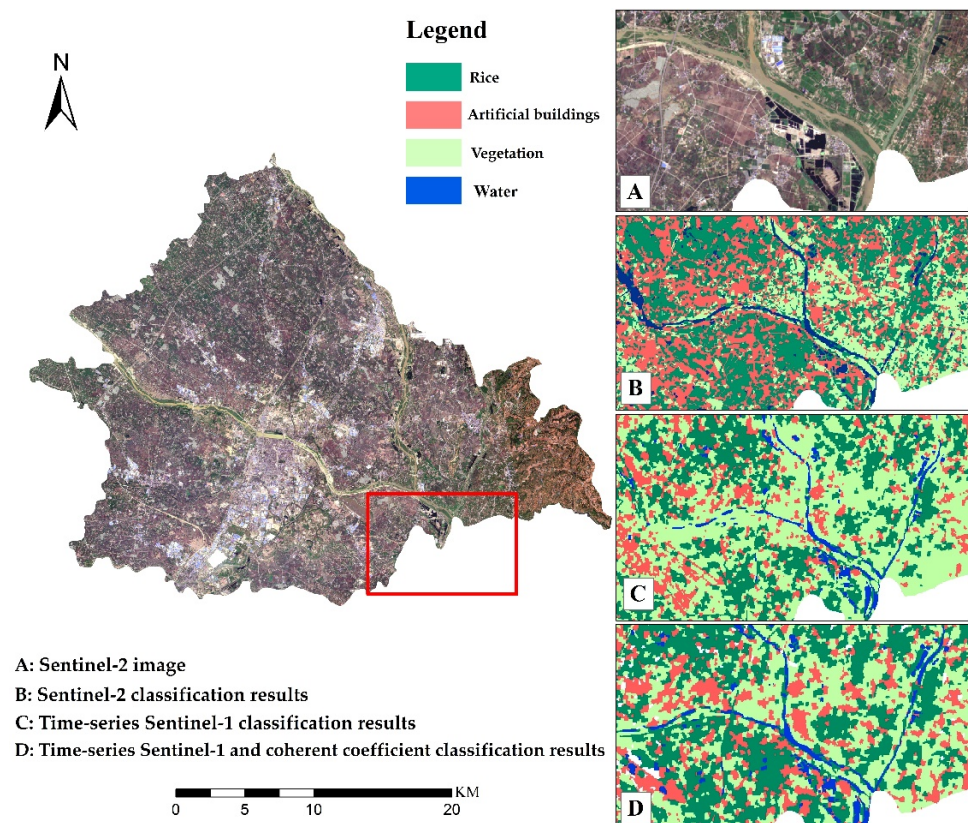 Legend
N
Rice
Artificial buildings
Vegetation
Water
A
B
C
D
A: Sentinel-2 image
B: Sentinel-2 classification results
C: Time-series Sentinel-1 classification results
D: Time-series Sentinel-1 and coherent coefficient classification results
KM
0 5 10 20